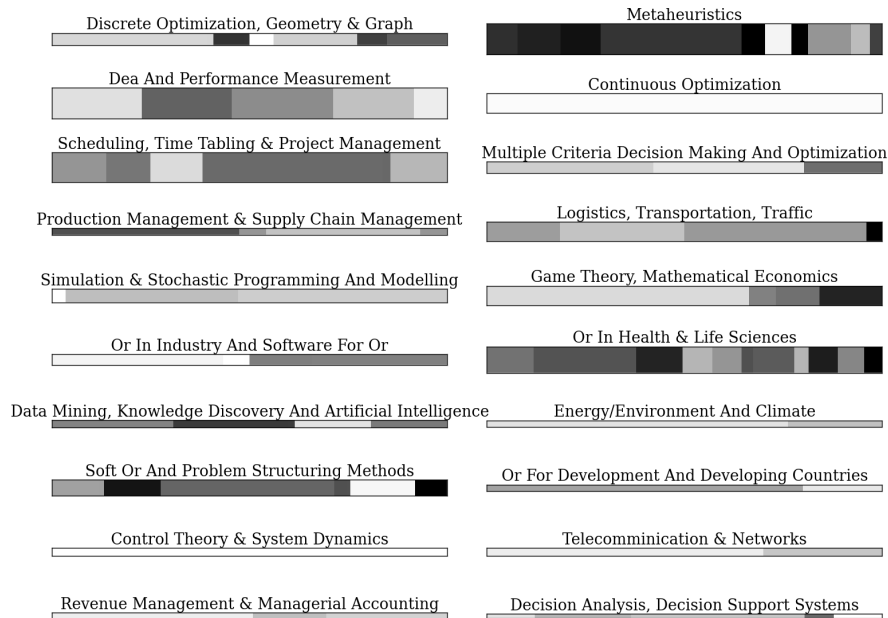 Discrete Optimization, Geometry & Graph
Dea And Performance Measurement
Scheduling, Time Tabling & Project Management
Production Management & Supply Chain Management
Simulation & Stochastic Programming And Modelling
Or In Industry And Software For Or
Data Mining, Knowledge Discovery And Artificial Intelligence
Soft Or And Problem Structuring Methods
Control Theory & System Dynamics
Revenue Management & Managerial Accounting
Metaheuristics
Continuous Optimization
Multiple Criteria Decision Making And Optimization
Logistics, Transportation, Traffic
Game Theory, Mathematical Economics
Or In Health & Life Sciences
Energy/Environment And Climate
Or For Development And Developing Countries
Telecomminication & Networks
Decision Analysis, Decision Support Systems